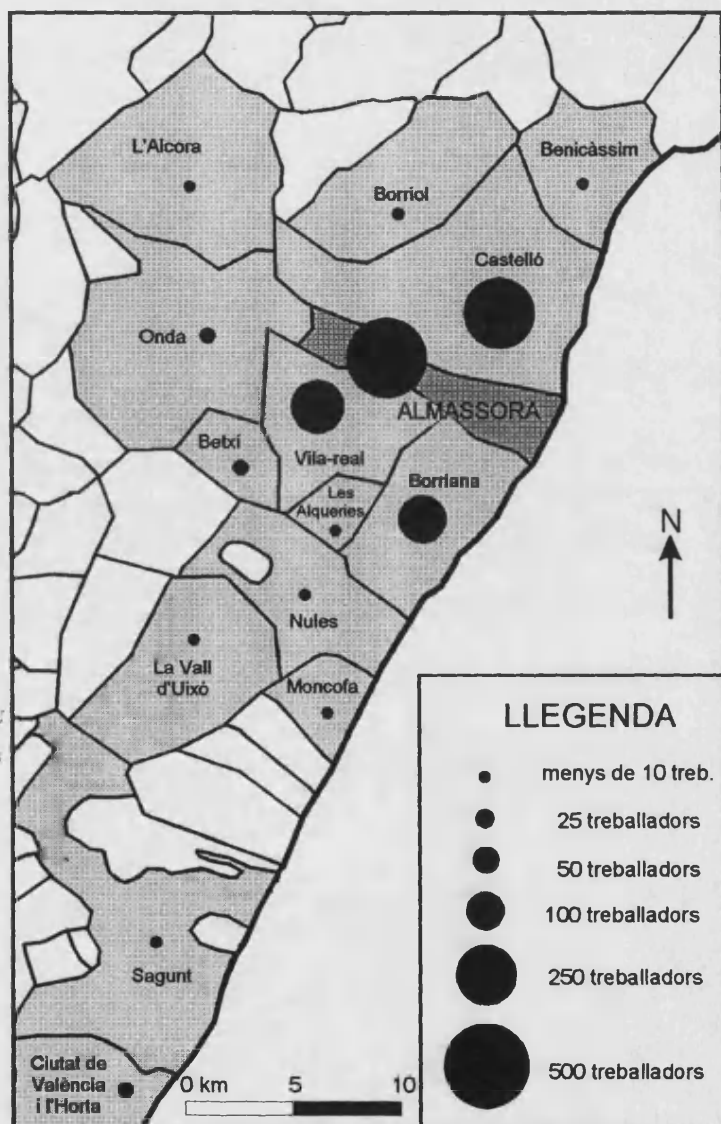 L'Alcora
Benicàssim
Borriol
Castelló
Onda
ALMASSORA
Betxí
Vila-real
Les
Alqueries
Borriana
N
Nules
La Vall
d'Uixó
Moncofa
LLEGENDA
menys de 10 treb.
25 treballadors
50 treballadors
100 treballadors
250 treballadors
500 treballadors
Sagunt
Ciutat de
València
i l'Horta
0 km 5 10